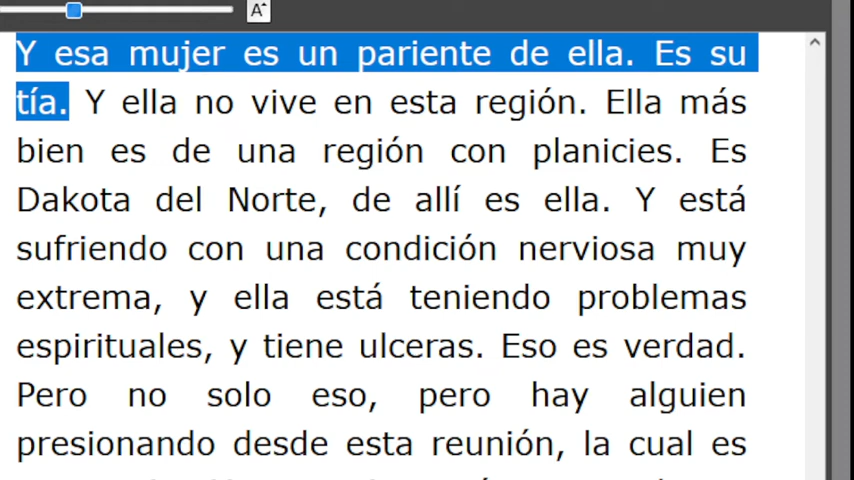 A
Y esa mujer es un pariente de ella. Es su
tía. Y ella no vive en esta región. Ella más
bien es de una región con planicies. Es
Dakota del Norte, de allí es ella. Y está
sufriendo con una condición nerviosa muy
extrema, y ella está teniendo problemas
espirituales, y tiene ulceras. Eso es verdad.
Pero no solo eso, pero hay alguien
presionando desde esta reunión, la cual es